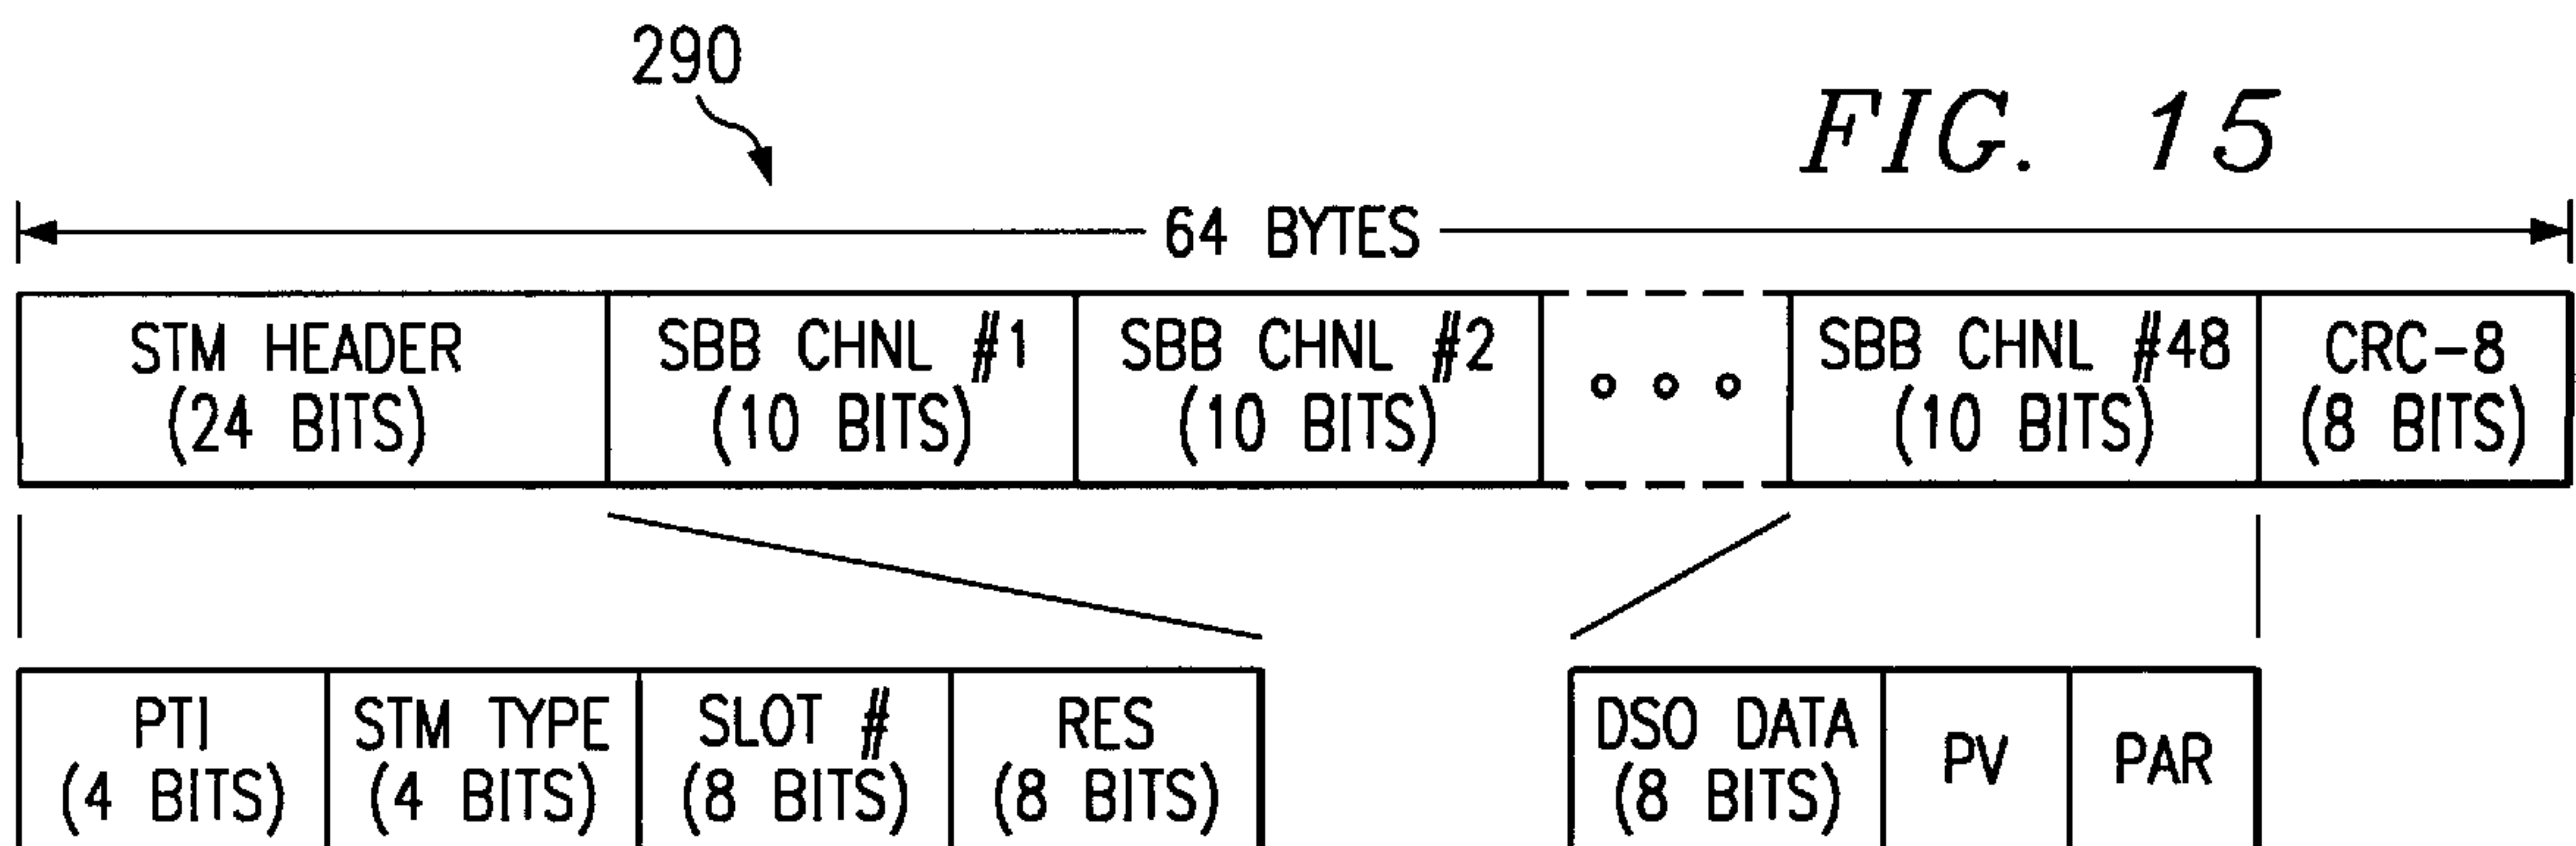 290
FIG. 15
64 BYTES
STM HEADER
(24 BITS)
SBB CHNL #1
(10 BITS)
SBB CHNL #2
(10 BITS)
SBB CHNL #48
(10 BITS)
CRC-8
(8 BITS)
PTI
(4 BITS)
STM TYPE
(4 BITS)
SLOT #
(8 BITS)
RES
(8 BITS)
DSO DATA
(8 BITS)
PV
PAR